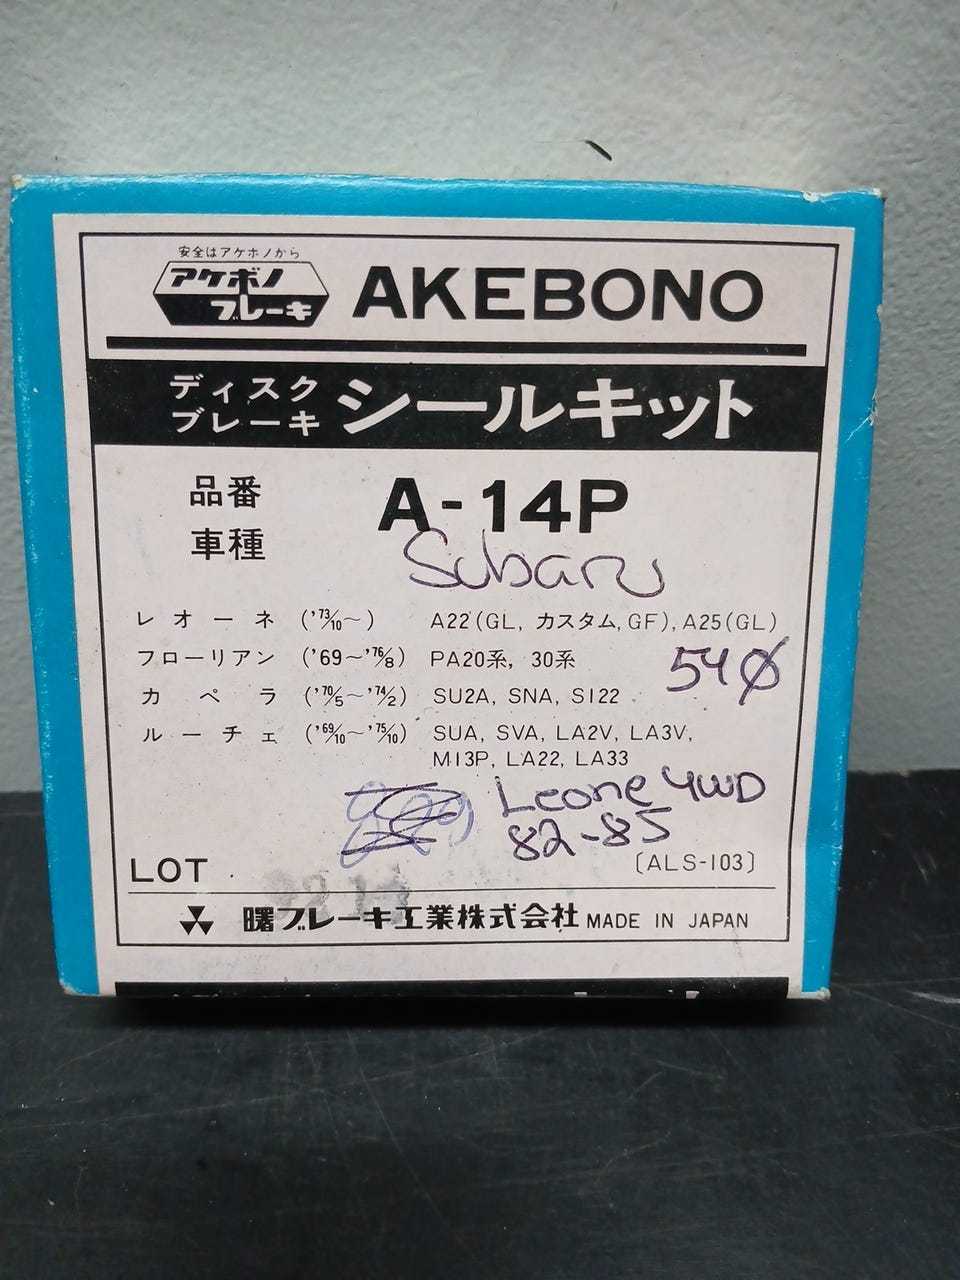 安全はアケボノから
アケボノ
ブレーキ
AKEBONO
ディスク
ブレーキ
シールキット
品番 A-14P
車種
Subaru
レオーネ ('73/10～) A22(GL, カスタム, GF), A25(GL)
フローリアン ('69～'76/8) PA20系, 30系
54Ø
カペラ ('70/5～'74/2) SU2A, SNA, S122
ルーチェ ('69/10～'75/10) SUA, SVA, LA2V, LA3V,
M13P, LA22, LA33
Leone 4WD
82-85
[ALS-103]
LOT
曙ブレーキ工業株式会社 MADE IN JAPAN